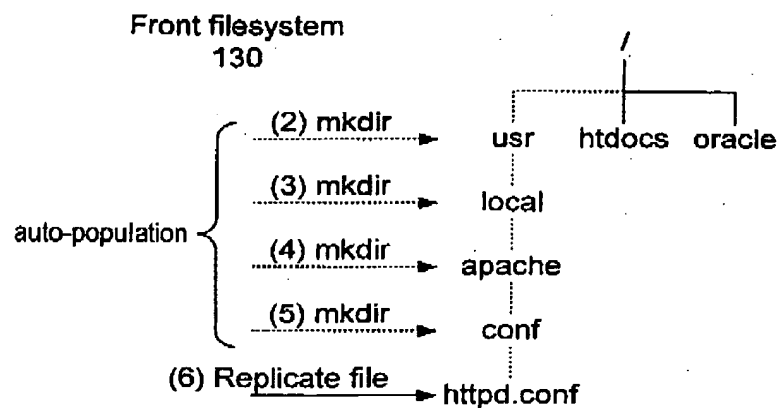 Front filesystem
130
/
(2) mkdir
usr htdocs oracle
(3) mkdir
local
auto-population
(4) mkdir
apache
(5) mkdir
conf
(6) Replicate file
httpd.conf